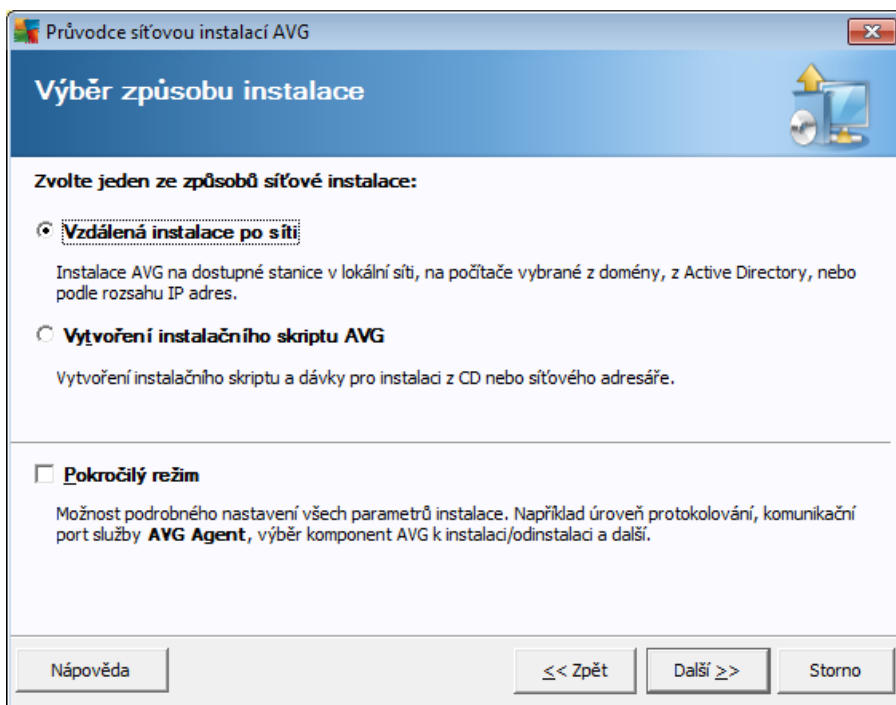 Průvodce síťovou instalací AVG
Výběr způsobu instalace
Zvolte jeden ze způsobů síťové instalace:
Vzdálená instalace po síti
Instalace AVG na dostupné stanice v lokální síti, na počítače vybrané z domény, z Active Directory, nebo
podle rozsahu IP adres.
Vytvoření instalačního skriptu AVG
Vytvoření instalačního skriptu a dávky pro instalaci z CD nebo síťového adresáře.
Pokročilý režim
Možnost podrobného nastavení všech parametrů instalace. Například úroveň protokolování, komunikační
port služby AVG Agent, výběr komponent AVG k instalaci/odinstalaci a další.
Nápověda
<< Zpět
Další >>
Storno